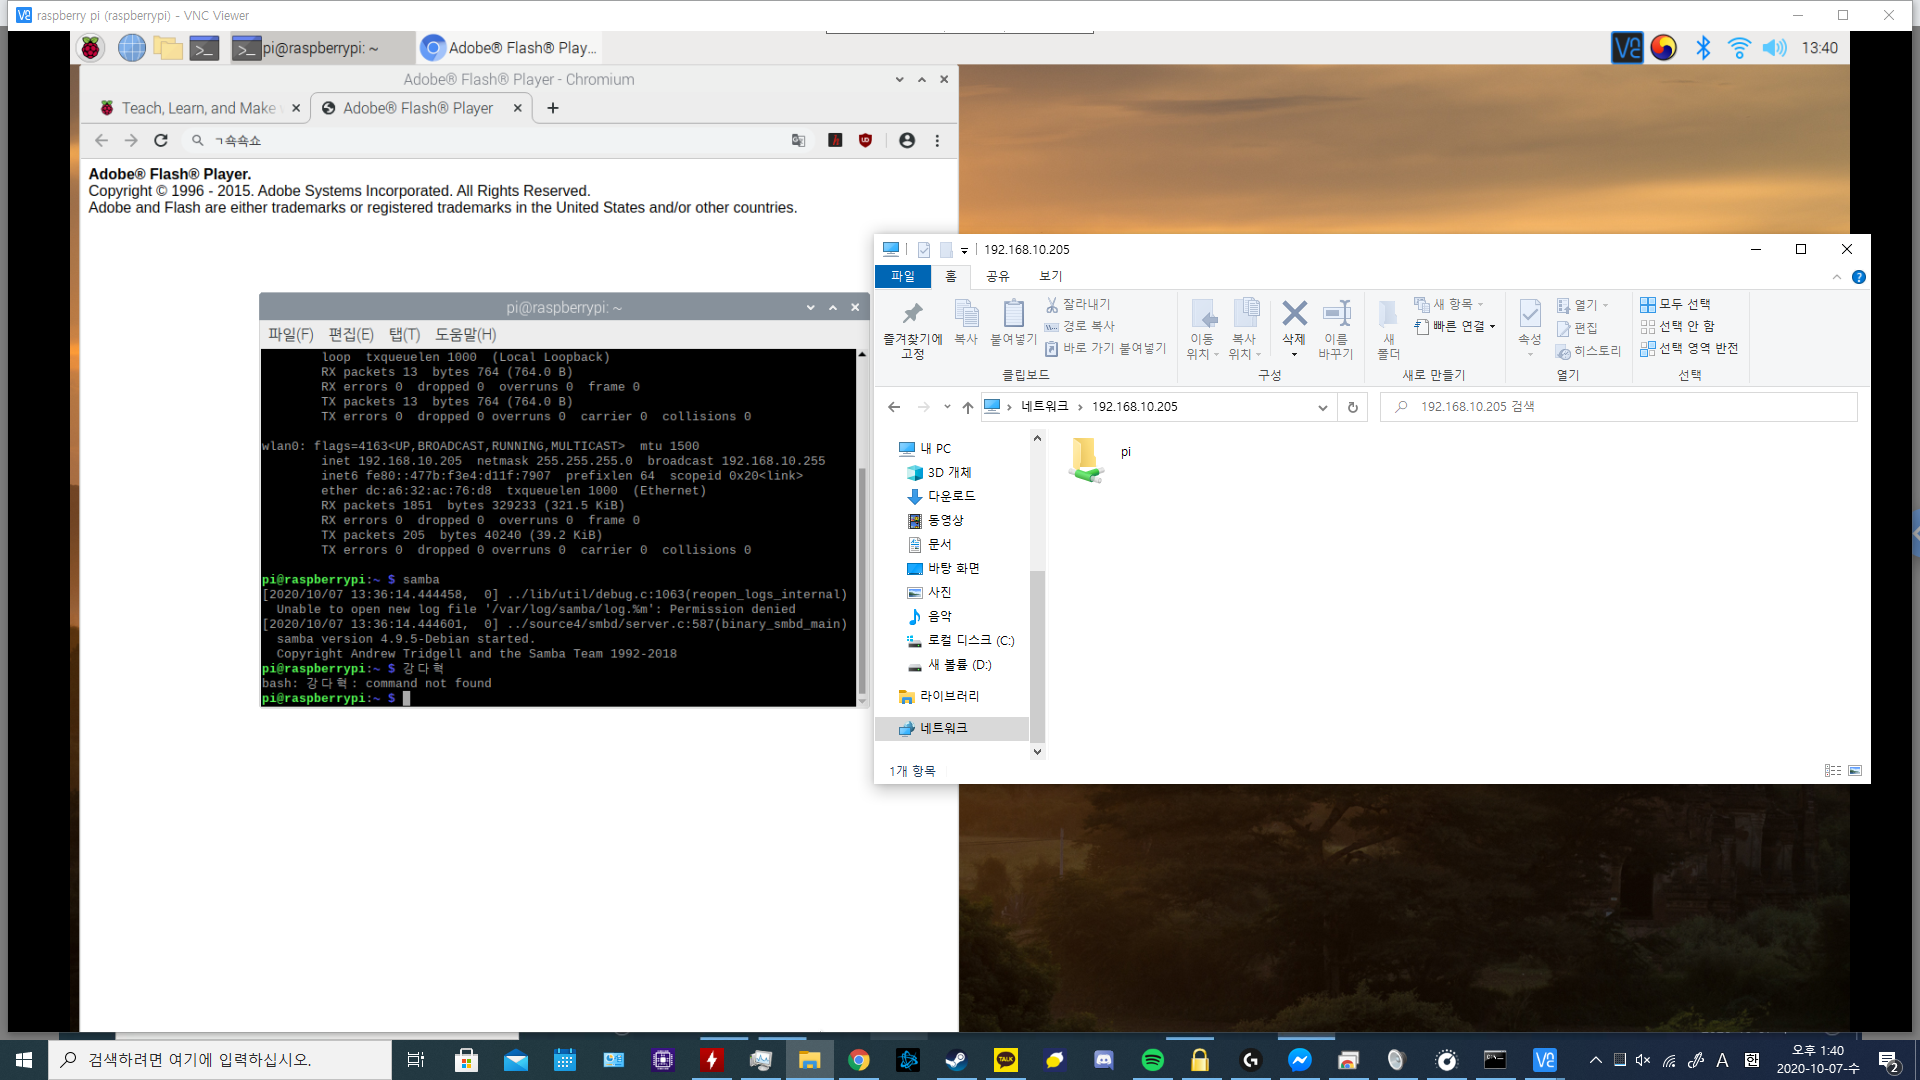 raspberry pi (raspberrypi) - VNC Viewer
pi@raspberrypi: ~
Adobe® Flash® Play...
13:40
Adobe® Flash® Player - Chromium
Teach, Learn, and Make
Adobe® Flash® Player
ㄱ쇽쇽쇼
Adobe® Flash® Player.
Copyright © 1996 - 2015. Adobe Systems Incorporated. All Rights Reserved.
Adobe and Flash are either trademarks or registered trademarks in the United States and/or other countries.
pi@raspberrypi: ~
파일(F) 편집(E) 탭(T) 도움말(H)
loop txqueuelen 1000 (Local Loopback)
RX packets 13 bytes 764 (764.0 B)
RX errors 0 dropped 0 overruns 0 frame 0
TX packets 13 bytes 764 (764.0 B)
TX errors 0 dropped 0 overruns 0 carrier 0 collisions 0
wlan0: flags=4163<UP,BROADCAST,RUNNING,MULTICAST> mtu 1500
inet 192.168.10.205 netmask 255.255.255.0 broadcast 192.168.10.255
inet6 fe80::477b:f3e4:d11f:7907 prefixlen 64 scopeid 0x20<link>
ether dc:a6:32:ac:76:d8 txqueuelen 1000 (Ethernet)
RX packets 1851 bytes 329233 (321.5 KiB)
RX errors 0 dropped 0 overruns 0 frame 0
TX packets 205 bytes 40240 (39.2 KiB)
TX errors 0 dropped 0 overruns 0 carrier 0 collisions 0
pi@raspberrypi:~ $ samba
[2020/10/07 13:36:14.444458, 0] ../lib/util/debug.c:1063(reopen_logs_internal)
Unable to open new log file '/var/log/samba/log.%m': Permission denied
[2020/10/07 13:36:14.444601, 0] ../source4/smbd/server.c:587(binary_smbd_main)
samba version 4.9.5-Debian started.
Copyright Andrew Tridgell and the Samba Team 1992-2018
pi@raspberrypi:~ $ 강다혁
bash: 강다혁: command not found
pi@raspberrypi:~ $
192.168.10.205
파일 홈 공유 보기
즐겨찾기에 고정
복사
붙여넣기
잘라내기
경로 복사
바로 가기 붙여넣기
클립보드
이동 위치
복사 위치
삭제
이름 바꾸기
구성
새 폴더
새 항목
빠른 연결
새로 만들기
속성
열기
편집
히스토리
열기
모두 선택
선택 안 함
선택 영역 반전
선택
네트워크 > 192.168.10.205
192.168.10.205 검색
내 PC
3D 개체
다운로드
동영상
문서
바탕 화면
사진
음악
로컬 디스크 (C:)
새 볼륨 (D:)
라이브러리
네트워크
pi
1개 항목
검색하려면 여기에 입력하십시오.
TALK
A
한
오후 1:40
2020-10-07-수
2